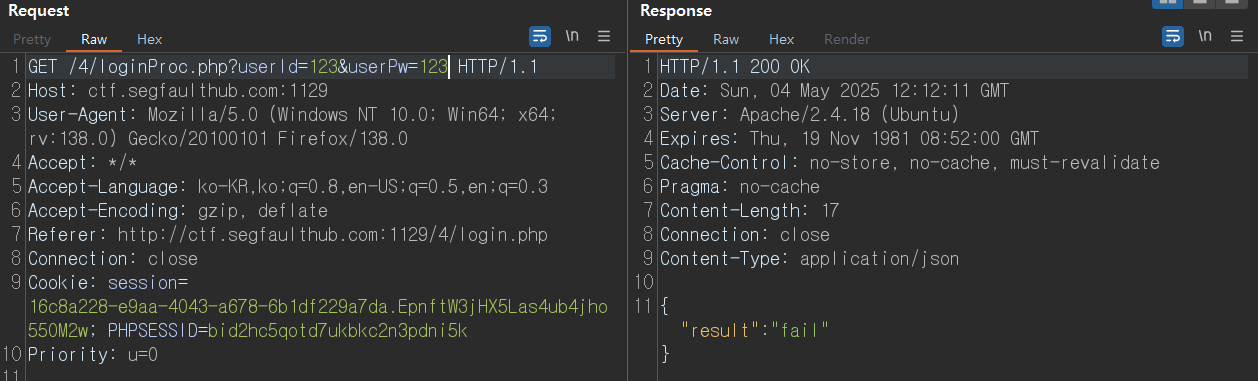 Request
Pretty Raw Hex
\n
1 GET /4/loginProc.php?userId=123&userPw=123 HTTP/1.1
2 Host: ctf.segfaulthub.com:1129
3 User-Agent: Mozilla/5.0 (Windows NT 10.0; Win64; x64;
rv:138.0) Gecko/20100101 Firefox/138.0
4 Accept: */*
5 Accept-Language: ko-KR,ko;q=0.8,en-US;q=0.5,en;q=0.3
6 Accept-Encoding: gzip, deflate
7 Referer: http://ctf.segfaulthub.com:1129/4/login.php
8 Connection: close
9 Cookie: session=
16c8a228-e9aa-4043-a678-6b1df229a7da.EpnftW3jHX5Las4ub4jho
550M2w; PHPSESSID=bid2hc5qotd7ukbkc2n3pdni5k
10 Priority: u=0
11
Response
Pretty Raw Hex Render
\n
1 HTTP/1.1 200 OK
2 Date: Sun, 04 May 2025 12:12:11 GMT
3 Server: Apache/2.4.18 (Ubuntu)
4 Expires: Thu, 19 Nov 1981 08:52:00 GMT
5 Cache-Control: no-store, no-cache, must-revalidate
6 Pragma: no-cache
7 Content-Length: 17
8 Connection: close
9 Content-Type: application/json
10
11 {
"result":"fail"
}